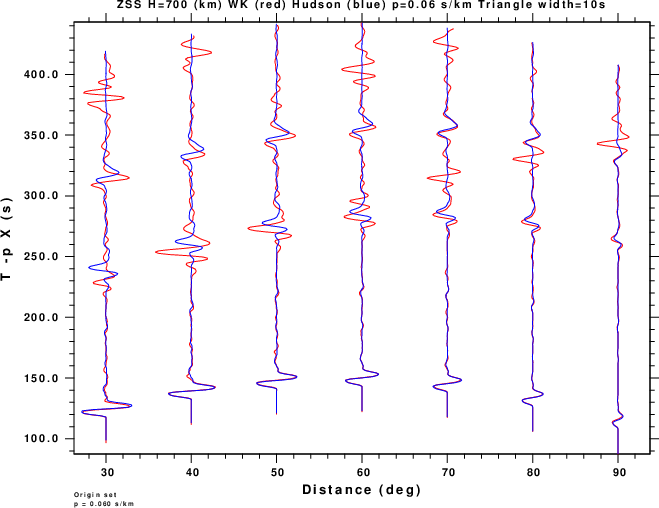 ZSS H=700 (km) WK (red) Hudson (blue) p=0.06 s/km Triangle width=10s
400.0
350.0
300.0
250.0
200.0
150.0
100.0
T -p X (s)
30 40 50 60 70 80 90
Distance (deg)
Origin set
p = 0.060 s/km